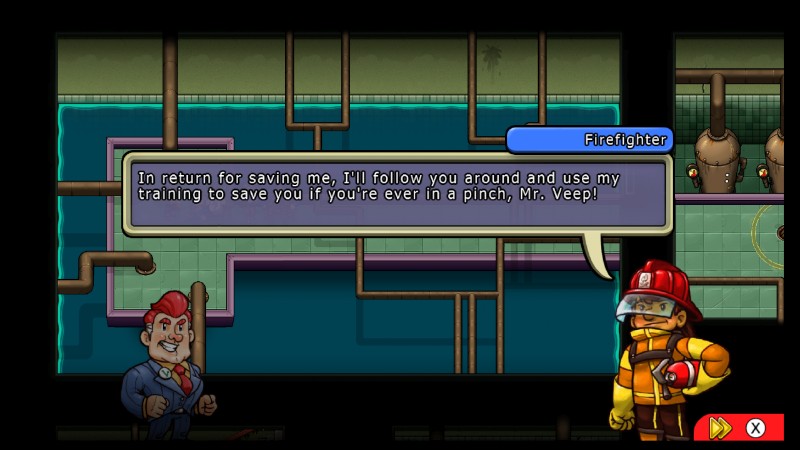 Firefighter
In return for saving me, I'll follow you around and use my
training to save you if you're ever in a pinch, Mr. Veep!
X